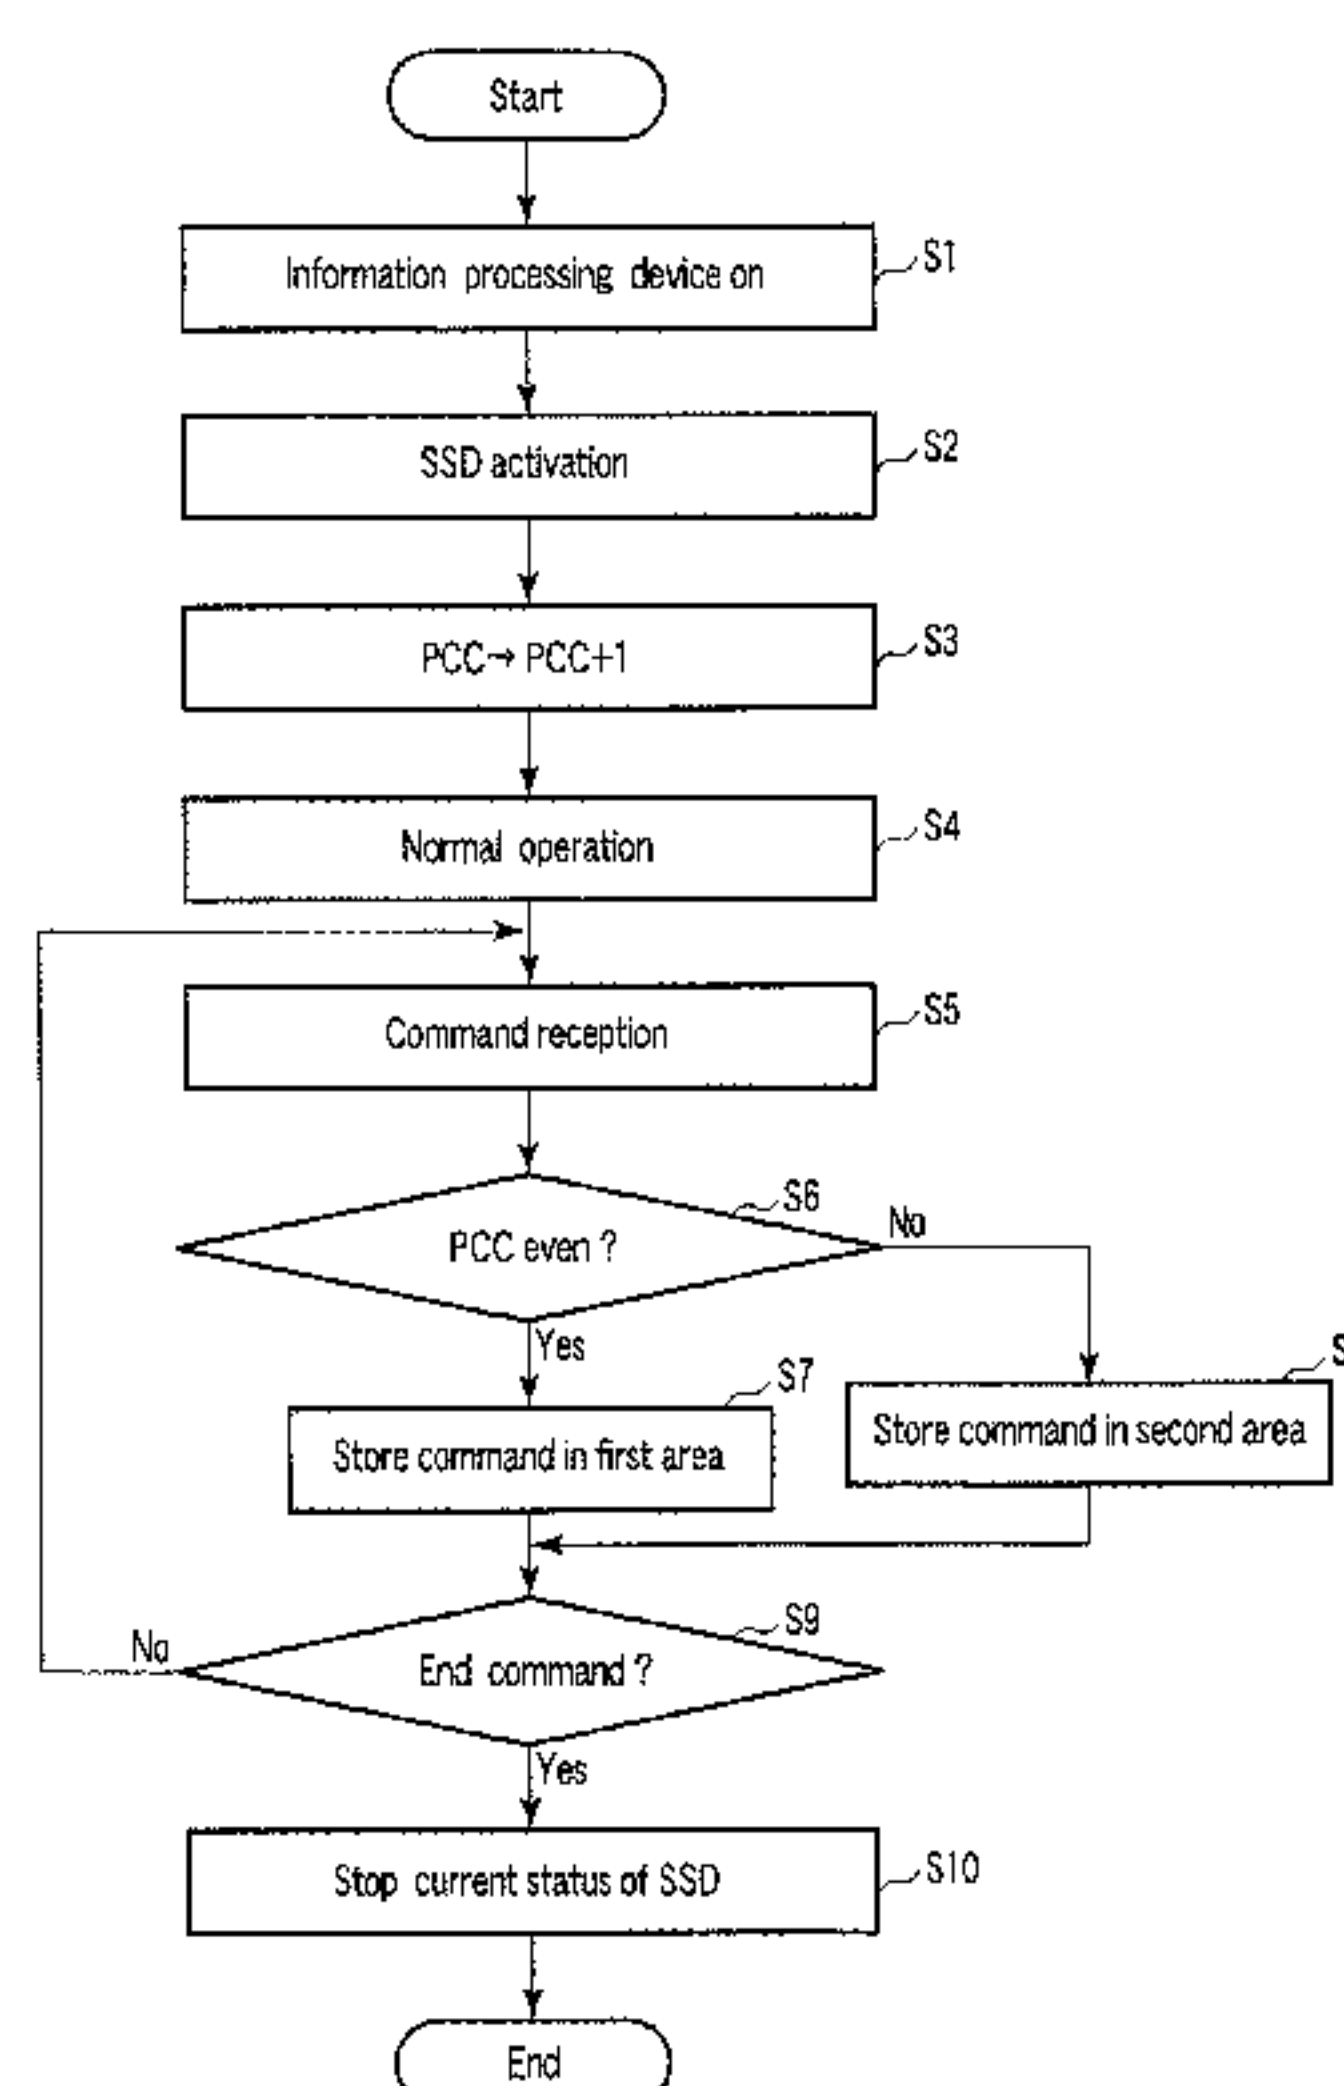 Start
Information processing device on
S1
SSD activation
S2
PCC→ PCC+1
S3
Normal operation
S4
Command reception
S5
PCC even ?
S6
No
Yes
S7
S
Store command in first area
Store command in second area
End command ?
S9
No
Yes
Stop current status of SSD
S10
End